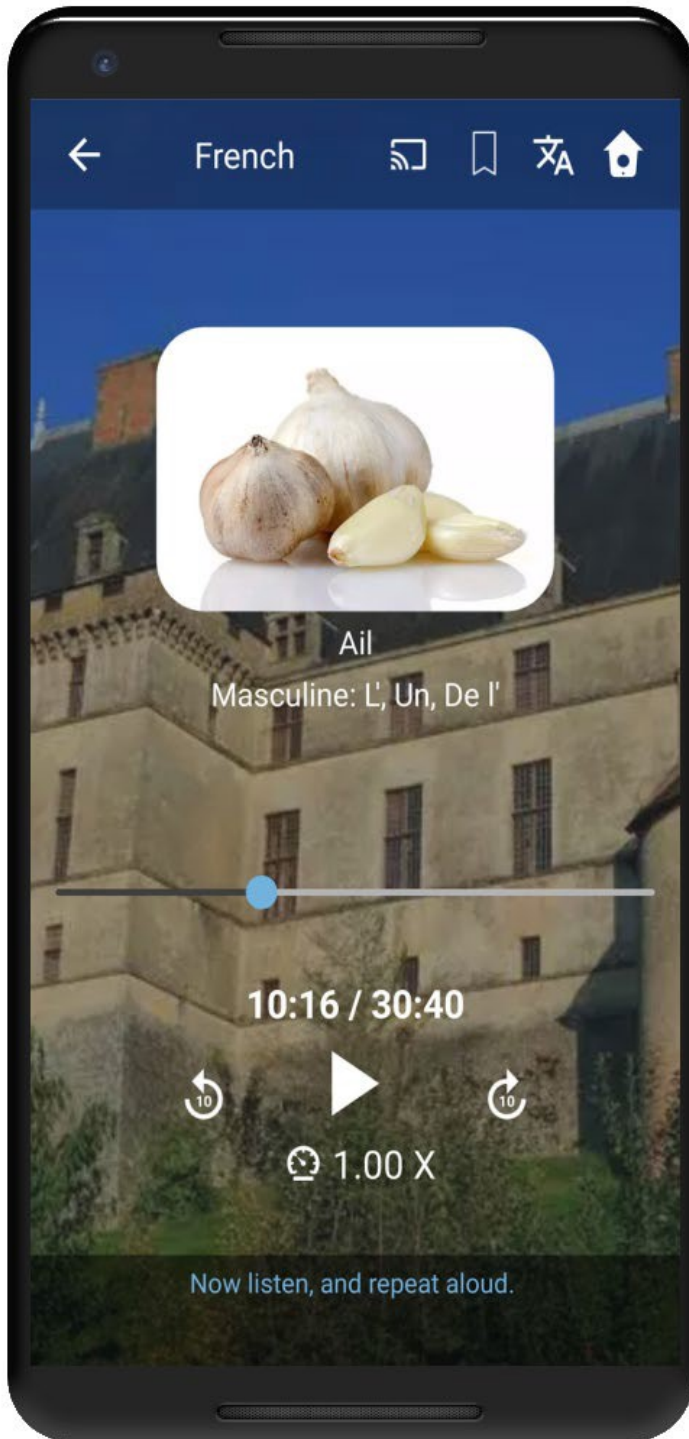 French
Ail
Masculine: L', Un, De l'
10:16 / 30:40
10
10
1.00 X
Now listen, and repeat aloud.